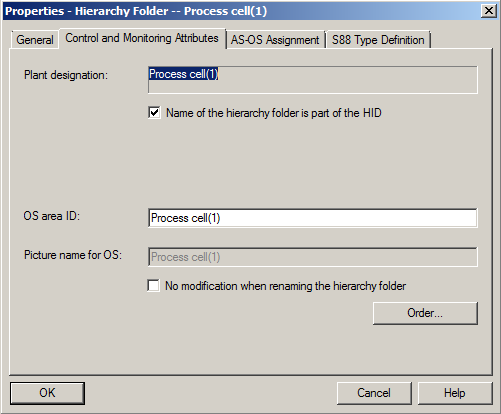 Properties - Hierarchy Folder -- Process cell(1)
General Control and Monitoring Attributes AS-OS Assignment S88 Type Definition
Plant designation: Process cell(1)
Name of the hierarchy folder is part of the HID
OS area ID: Process cell(1)
Picture name for OS: Process cell(1)
No modification when renaming the hierarchy folder
Order...
OK Cancel Help